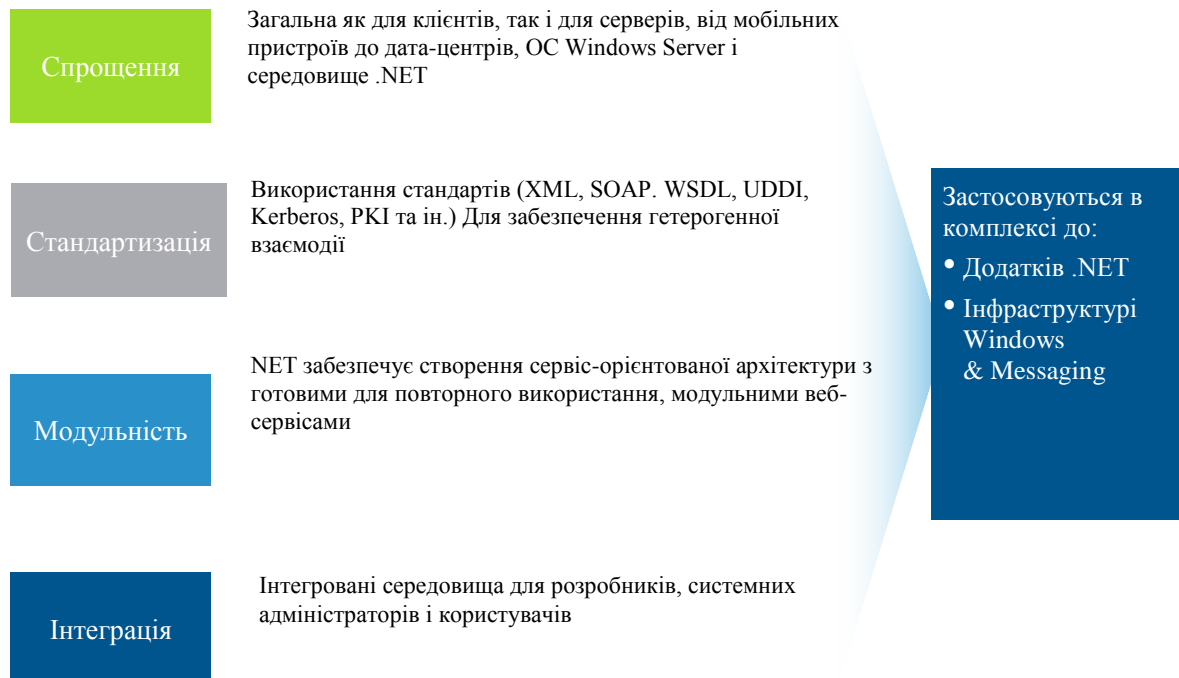 Спрощення
Загальна як для клієнтів, так і для серверів, від мобільних
пристроїв до дата-центрів, ОС Windows Server і
середовище .NET
Стандартизація
Використання стандартів (XML, SOAP. WSDL, UDDI,
Kerberos, PKI та ін.) Для забезпечення гетерогенної
взаємодії
Модульність
NET забезпечує створення сервіс-орієнтованої архітектури з
готовими для повторного використання, модульними веб-
сервісами
Інтеграція
Інтегровані середовища для розробників, системних
адміністраторів і користувачів
Застосовуються в
комплексі до:
• Додатків .NET
• Інфраструктурі
Windows
& Messaging